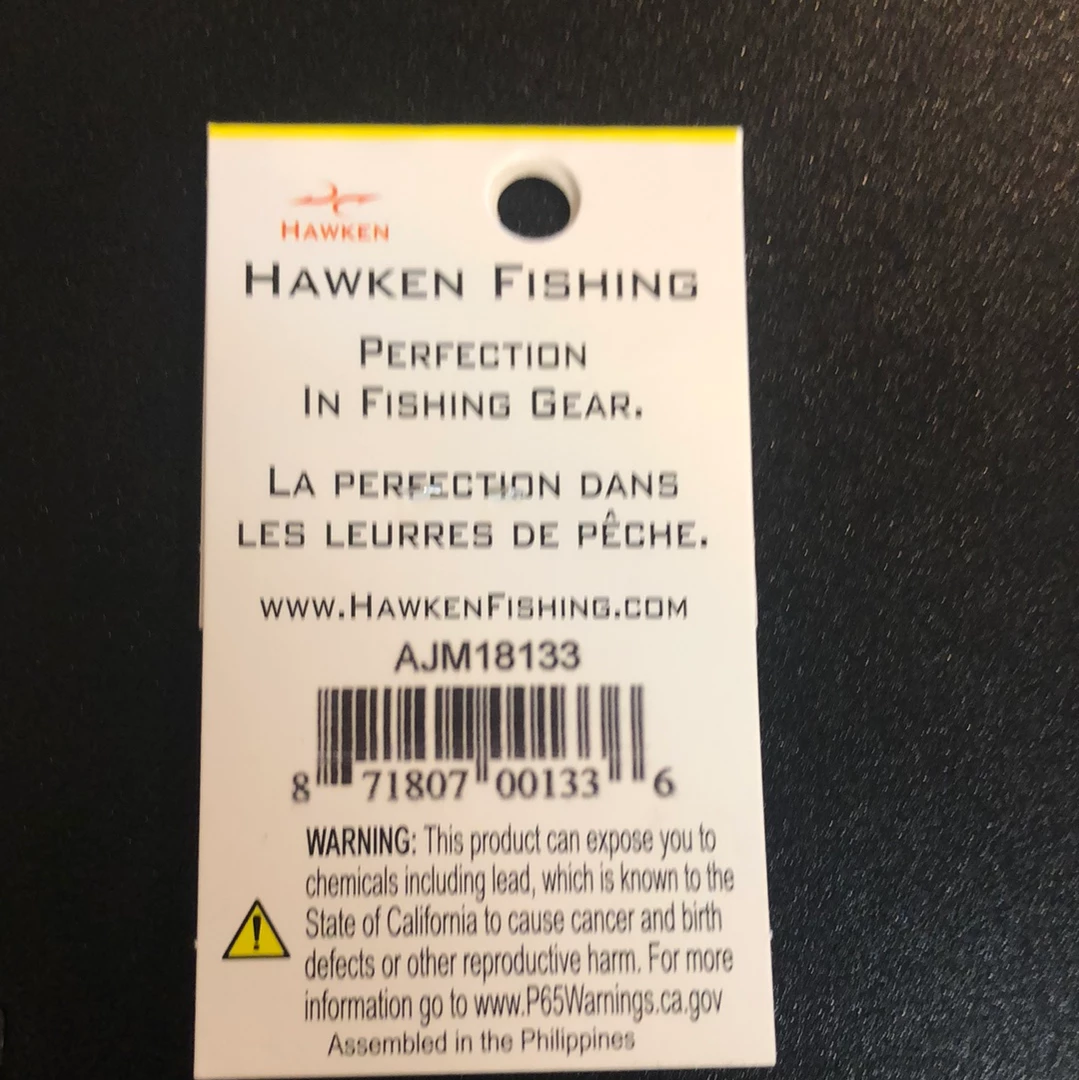 HAWKEN
HAWKEN FISHING
PERFECTION
IN FISHING GEAR.
LA PERFECTION DANS
LES LEURRES DE PÊCHE.
WWW.HAWKENFISHING.COM
AJM18133
8 71807 00133 6
WARNING: This product can expose you to
chemicals including lead, which is known to the
State of California to cause cancer and birth
defects or other reproductive harm. For more
information go to www.P65Warnings.ca.gov
Assembled in the Philippines